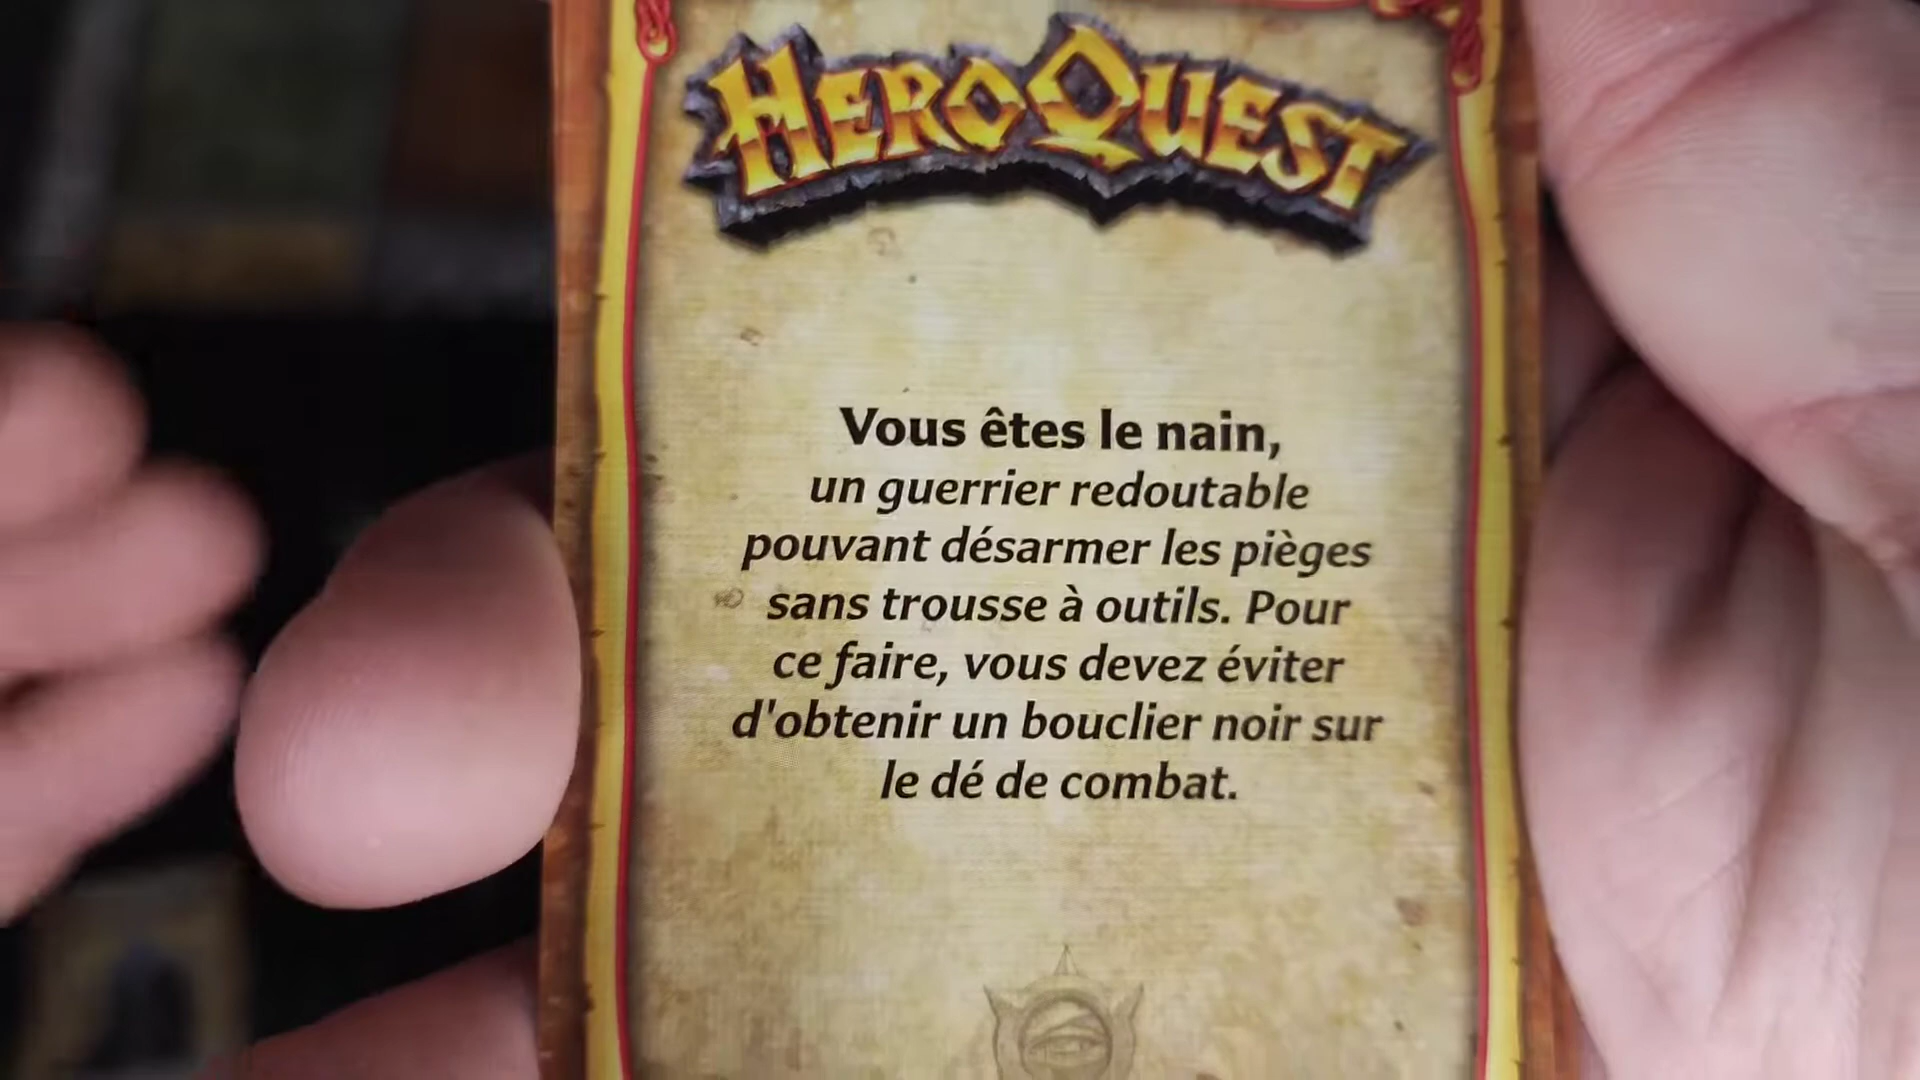 HEROQUEST
Vous êtes le nain,
un guerrier redoutable
pouvant désarmer les pièges
sans trousse à outils. Pour
ce faire, vous devez éviter
d'obtenir un bouclier noir sur
le dé de combat.